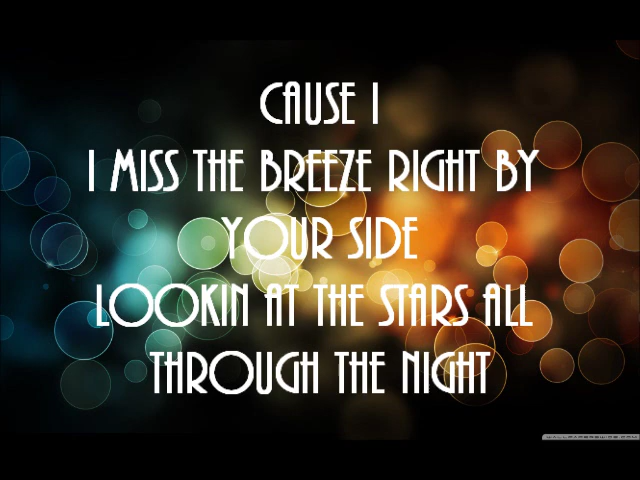 CAUSE I
I MISS THE BREEZE RIGHT BY
YOUR SIDE
LOOKIN AT THE STARS ALL
THROUGH THE NIGHT